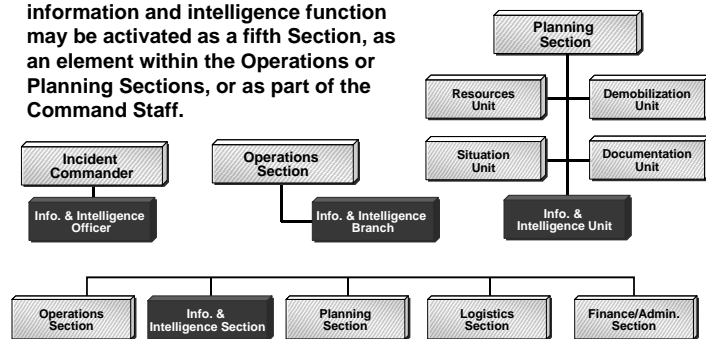 information and intelligence function
may be activated as a fifth Section, as
an element within the Operations or
Planning Sections, or as part of the
Command Staff.
Planning
Section
Resources
Unit
Demobilization
Unit
Situation
Unit
Documentation
Unit
Info. &
Intelligence Unit
Incident
Commander
Info. & Intelligence
Officer
Operations
Section
Info. & Intelligence
Branch
Operations
Section
Info. &
Intelligence Section
Planning
Section
Logistics
Section
Finance/Admin.
Section